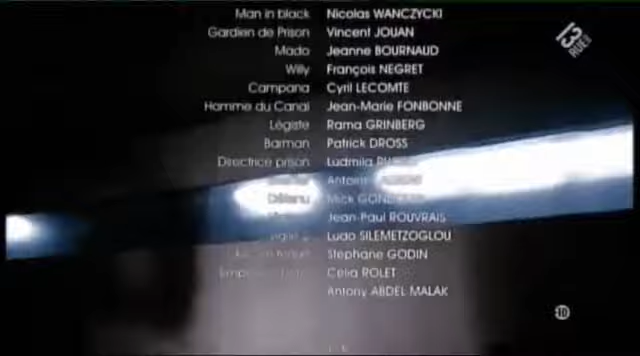 Man in black Nicolas WANCZYCKI
Gardien de Prison Vincent JOUAN
Mado Jeanne BOURNAUD
Willy François NEGRET
Campana Cyril LECOMTE
Homme du Canal Jean-Marie FONBONNE
Légiste Rama GRINBERG
Barman Patrick DROSS
Directrice prison Ludmila
Antoine
Détenu Mick
Jean-Paul ROUVRAIS
Ludo SILEMETZOGLOU
Stéphane GODIN
Celia ROLET
Antony ABDEL MALAK
13
RUE
-10